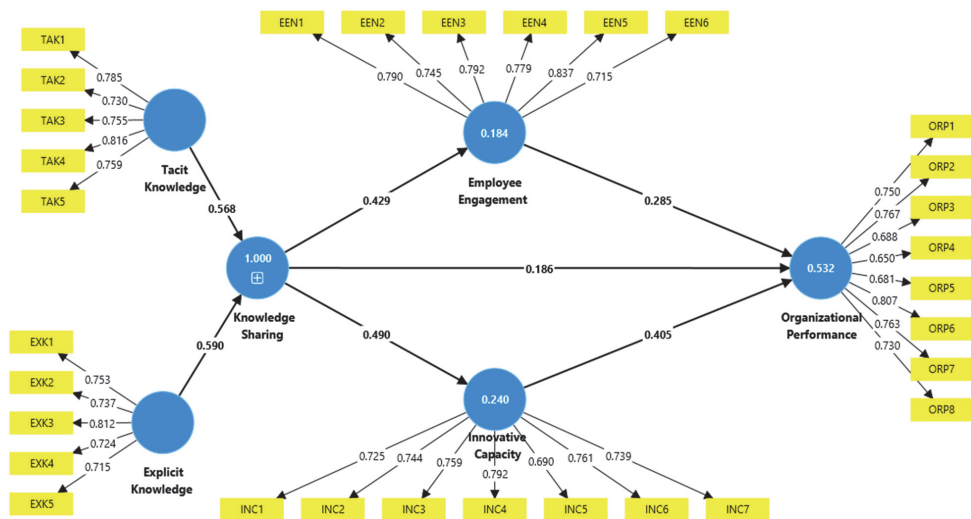 EEN1 EEN2 EEN3 EEN4 EEN5 EEN6
0.790 0.745 0.792 0.779 0.837 0.715
TAK1
TAK2
TAK3
TAK4
TAK5
0.785
0.730
0.755
0.816
0.759
Tacit
Knowledge
0.184
Employee
Engagement
0.568
0.429
0.285
1.000
Knowledge
Sharing
0.186
0.590
0.490
0.405
0.532
Organizational
Performance
ORP1
ORP2
ORP3
ORP4
ORP5
ORP6
ORP7
ORP8
0.750
0.767
0.688
0.650
0.681
0.807
0.763
0.730
EXK1
EXK2
EXK3
EXK4
EXK5
0.753
0.737
0.812
0.724
0.715
Explicit
Knowledge
0.240
Innovative
Capacity
0.725 0.744 0.759 0.792 0.690 0.761 0.739
INC1 INC2 INC3 INC4 INC5 INC6 INC7